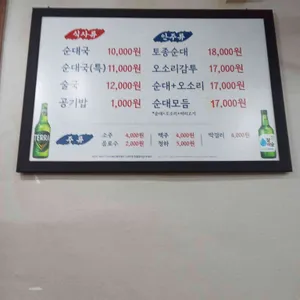 식사류
순대국 10,000원
순대국(특) 11,000원
술국 12,000원
공기밥 1,000원
안주류
토종순대 18,000원
오소리감투 17,000원
순대+오소리 17,000원
순대모듬 17,000원
주류
소주 4,000원
맥주 4,000원
막걸리 4,000원
음료수 2,000원
청하 5,000원
TERRA